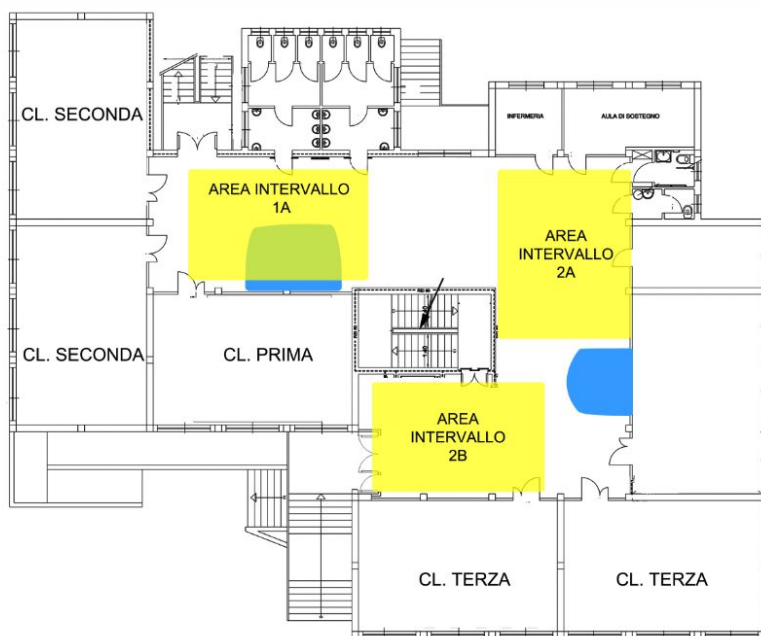 CL. SECONDA
INFERMERIA
AULA DI SOSTEGNO
AREA INTERVALLO
1A
AREA
INTERVALLO
2A
CL. SECONDA
CL. PRIMA
AREA
INTERVALLO
2B
CL. TERZA
CL. TERZA